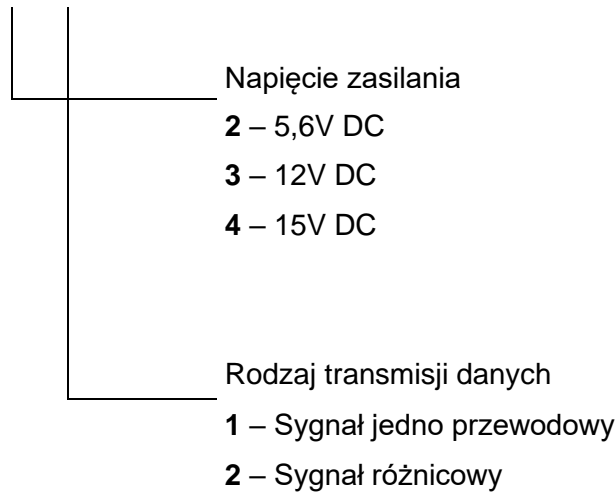 Napięcie zasilania
2 – 5,6V DC
3 – 12V DC
4 – 15V DC
Rodzaj transmisji danych
1 – Sygnał jedno przewodowy
2 – Sygnał różnicowy